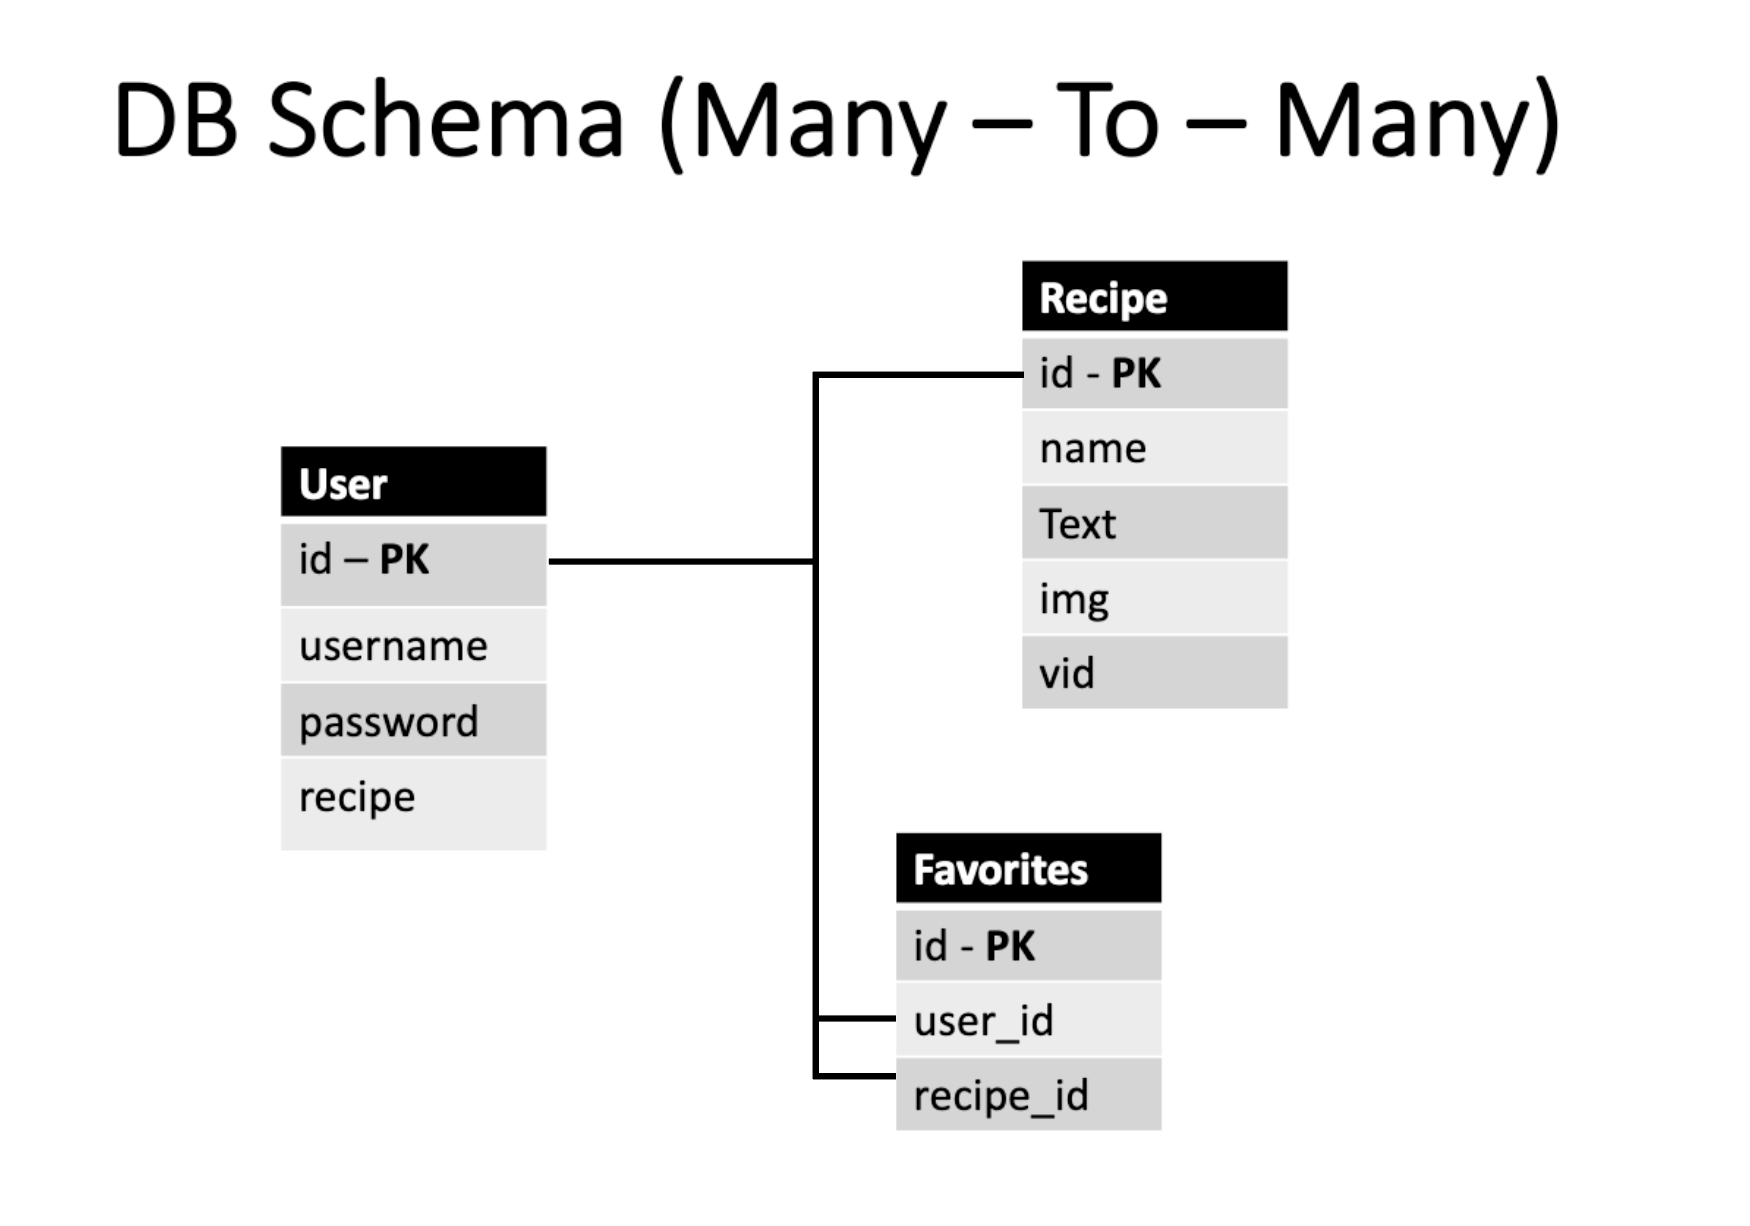 DB Schema (Many – To – Many)
User
id – PK
username
password
recipe
Recipe
id - PK
name
Text
img
vid
Favorites
id - PK
user_id
recipe_id